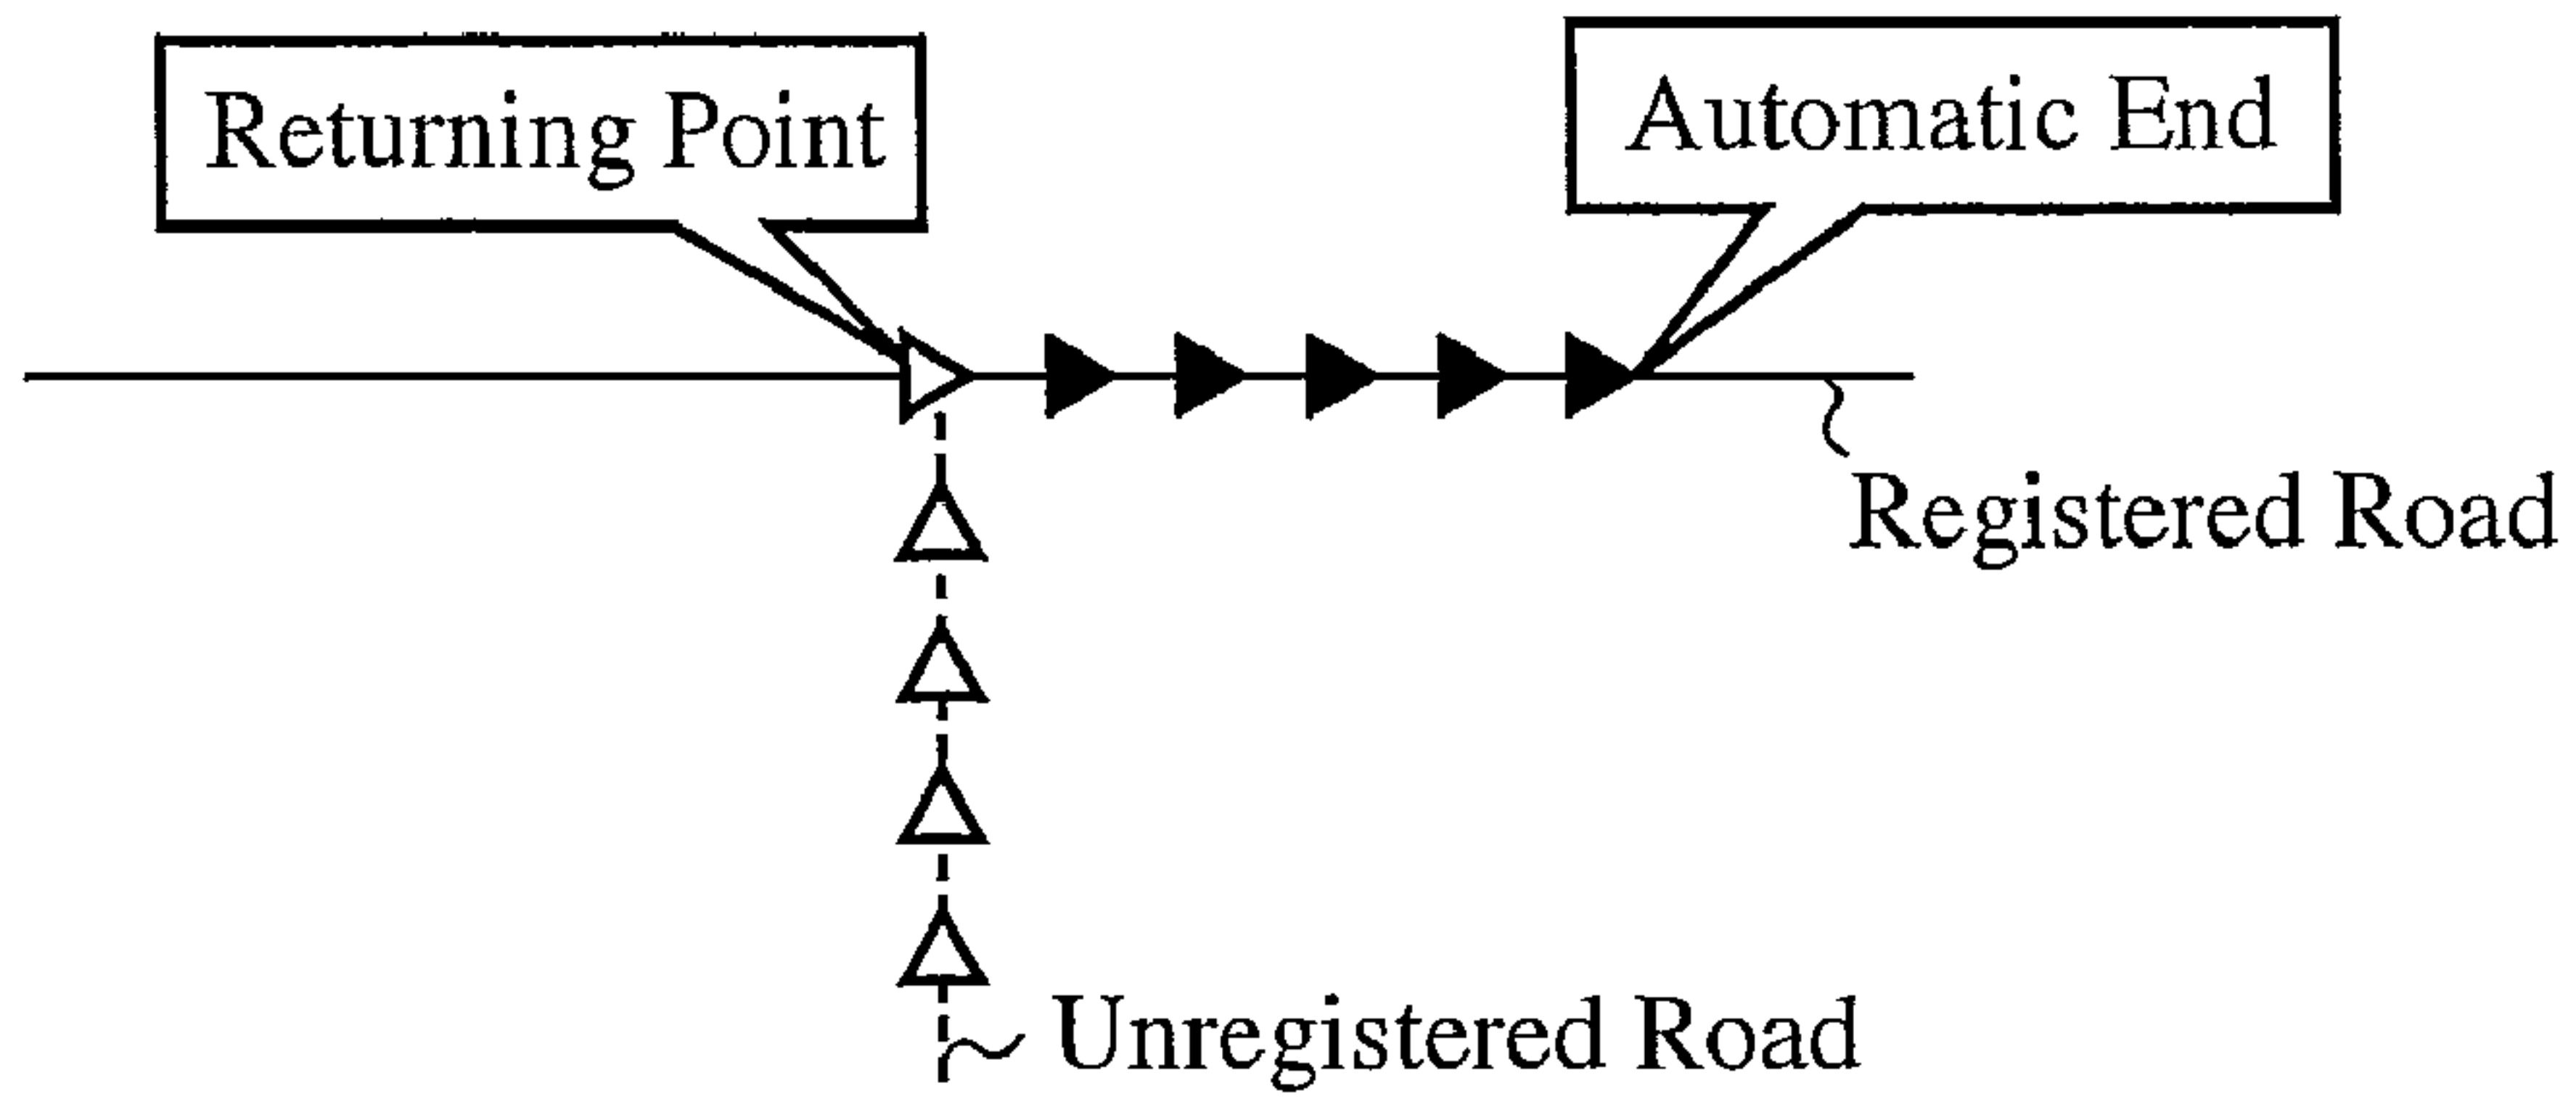 Returning Point
Automatic End
Registered Road
Unregistered Road